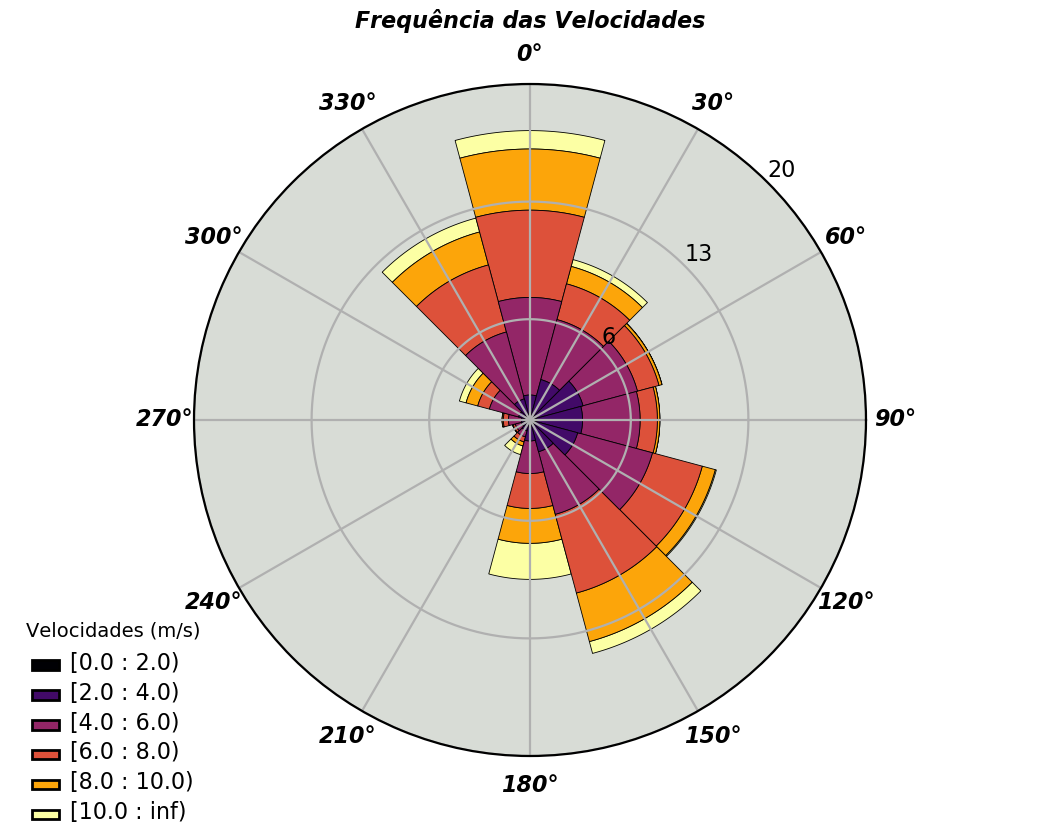 Frequência das Velocidades
0°
330°
30°
20
300°
60°
13
6
270°
90°
240°
120°
210°
150°
180°
Velocidades (m/s)
[0.0 : 2.0)
[2.0 : 4.0)
[4.0 : 6.0)
[6.0 : 8.0)
[8.0 : 10.0)
[10.0 : inf)